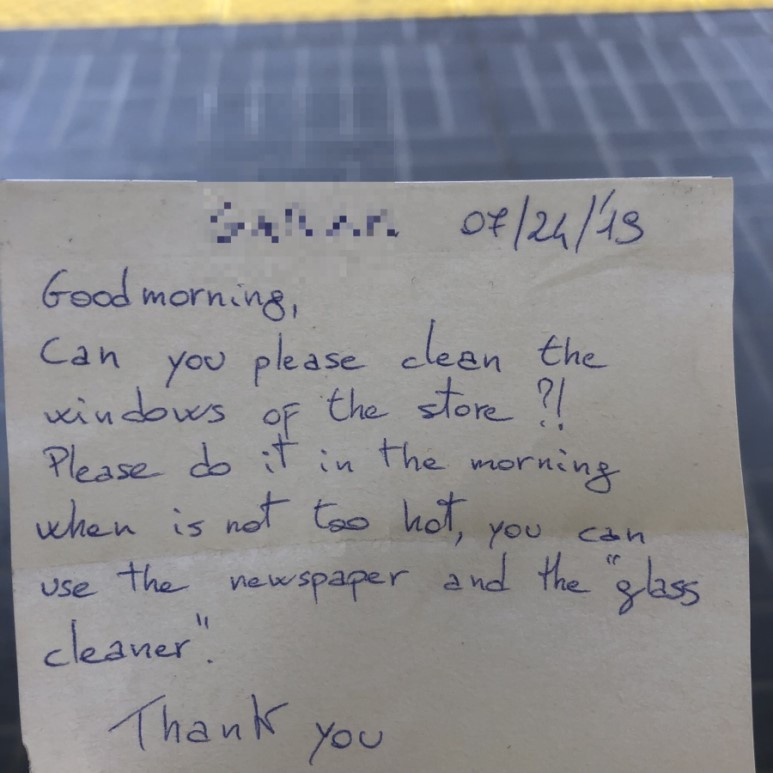 07/24/'19
Good morning,
Can you please clean the
windows of the store ?!
Please do it in the morning
when is not too hot, you can
use the newspaper and the "glass
cleaner".
Thank you